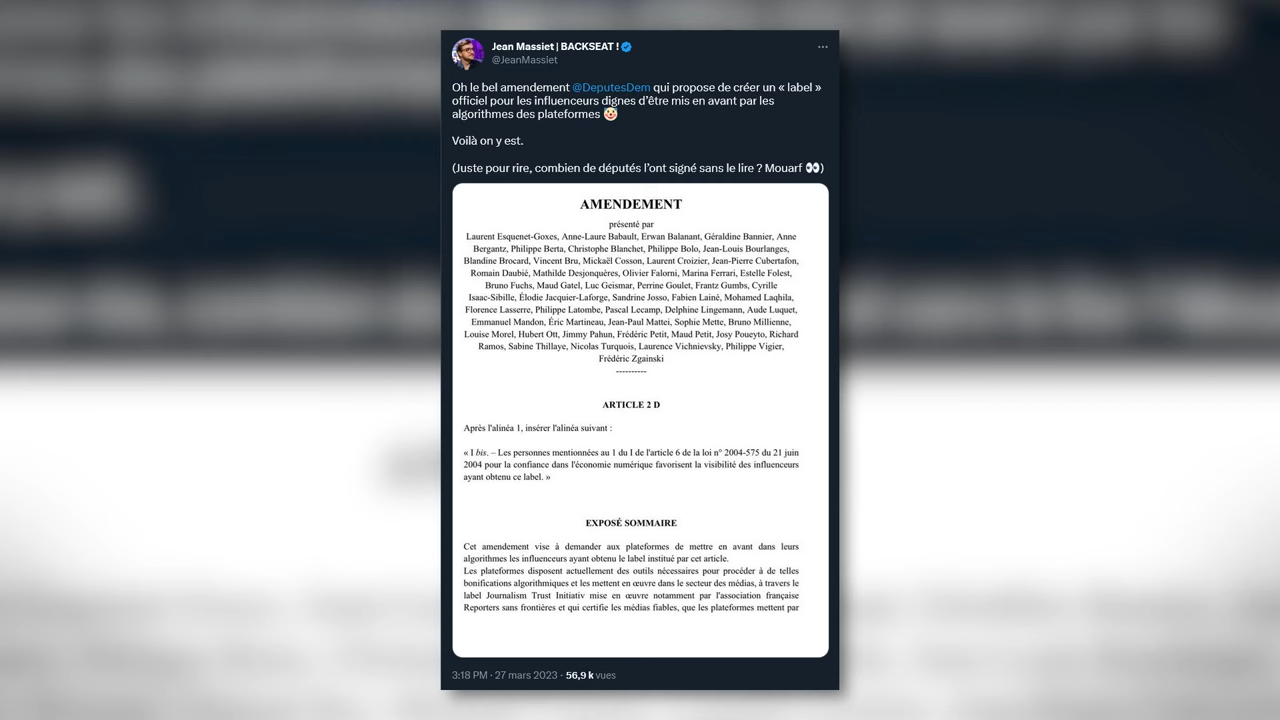 Jean Massiet | BACKSEAT !
@JeanMassiet
Oh le bel amendement @DeputesDem qui propose de créer un « label »
officiel pour les influenceurs dignes d’être mis en avant par les
algorithmes des plateformes 🤡
Voilà on y est.
(Juste pour rire, combien de députés l’ont signé sans le lire ? Mouarf 👀)
AMENDEMENT
présenté par
Laurent Esquenet-Goxes, Anne-Laure Babault, Erwan Balanant, Géraldine Bannier, Anne
Bergantz, Philippe Berta, Christophe Blanchet, Philippe Bolo, Jean-Louis Bourlanges,
Blandine Brocard, Vincent Bru, Mickaël Cosson, Laurent Croizier, Jean-Pierre Cubertafon,
Romain Daubié, Mathilde Desjonquères, Olivier Falorni, Marina Ferrari, Estelle Folest,
Bruno Fuchs, Maud Gatel, Luc Geismar, Perrine Goulet, Frantz Gumbs, Cyrille
Isaac-Sibille, Élodie Jacquier-Laforge, Sandrine Josso, Fabien Lainé, Mohamed Laqhila,
Florence Lasserre, Philippe Latombe, Pascal Lecamp, Delphine Lingemann, Aude Luquet,
Emmanuel Mandon, Éric Martineau, Jean-Paul Mattei, Sophie Mette, Bruno Millienne,
Louise Morel, Hubert Ott, Jimmy Pahun, Frédéric Petit, Maud Petit, Josy Poueyto, Richard
Ramos, Sabine Thillaye, Nicolas Turquois, Laurence Vichnievsky, Philippe Vigier,
Frédéric Zgainski
----------
ARTICLE 2 D
Après l'alinéa 1, insérer l'alinéa suivant :
« I bis. – Les personnes mentionnées au 1 du I de l'article 6 de la loi n° 2004-575 du 21 juin
2004 pour la confiance dans l'économie numérique favorisent la visibilité des influenceurs
ayant obtenu ce label. »
EXPOSÉ SOMMAIRE
Cet amendement vise à demander aux plateformes de mettre en avant dans leurs
algorithmes les influenceurs ayant obtenu le label institué par cet article.
Les plateformes disposent actuellement des outils nécessaires pour procéder à de telles
bonifications algorithmiques et les mettent en œuvre dans le secteur des médias, à travers le
label Journalism Trust Initiativ mise en œuvre notamment par l'association française
Reporters sans frontières et qui certifie les médias fiables, que les plateformes mettent par
3:18 PM · 27 mars 2023 · 56,9 k vues